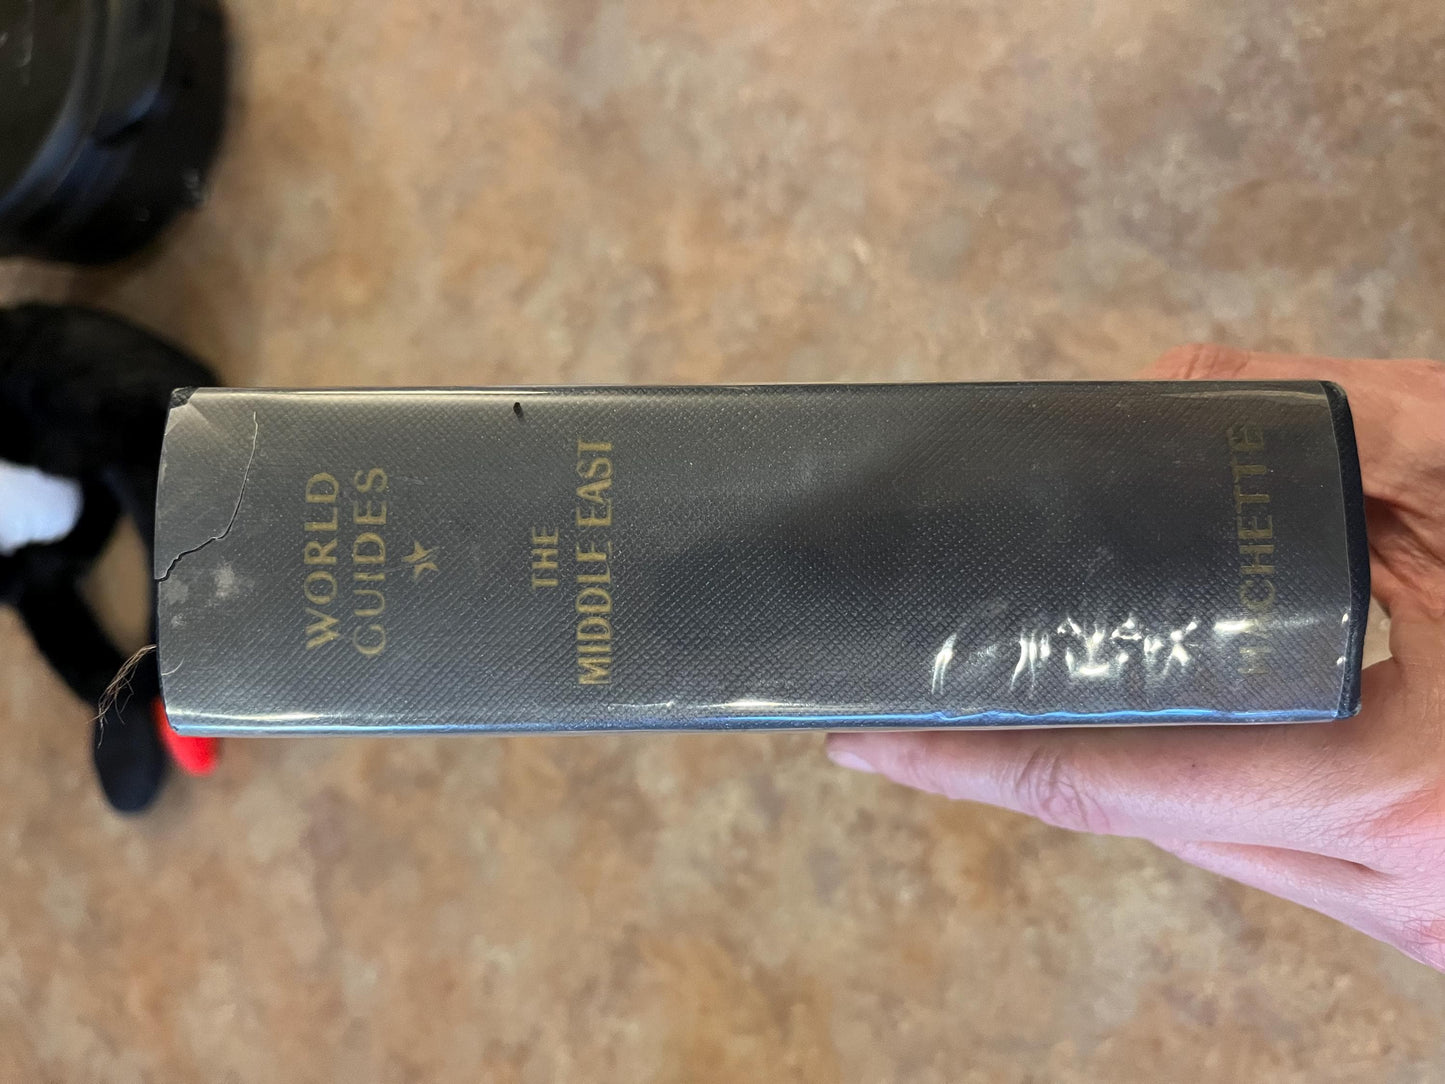 WORLD
GUIDES
THE
MIDDLE EAST
HACHETTE